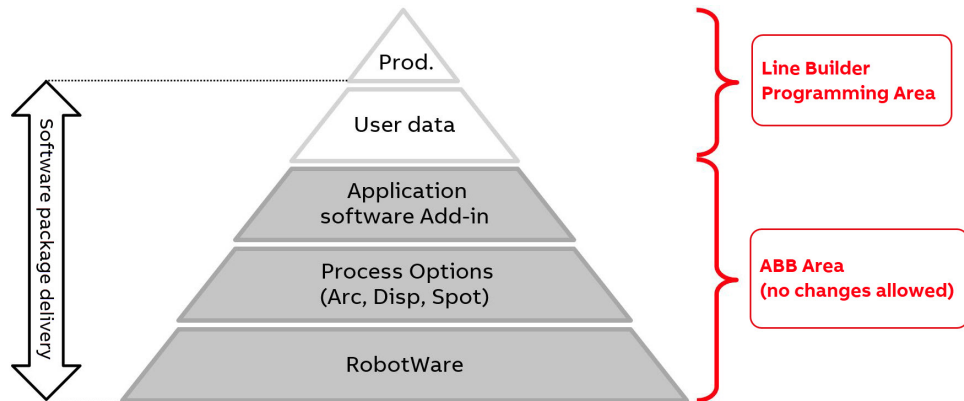 Prod.
User data
Application
software Add-in
Process Options
(Arc, Disp, Spot)
RobotWare
Software package delivery
Line Builder
Programming Area
ABB Area
(no changes allowed)